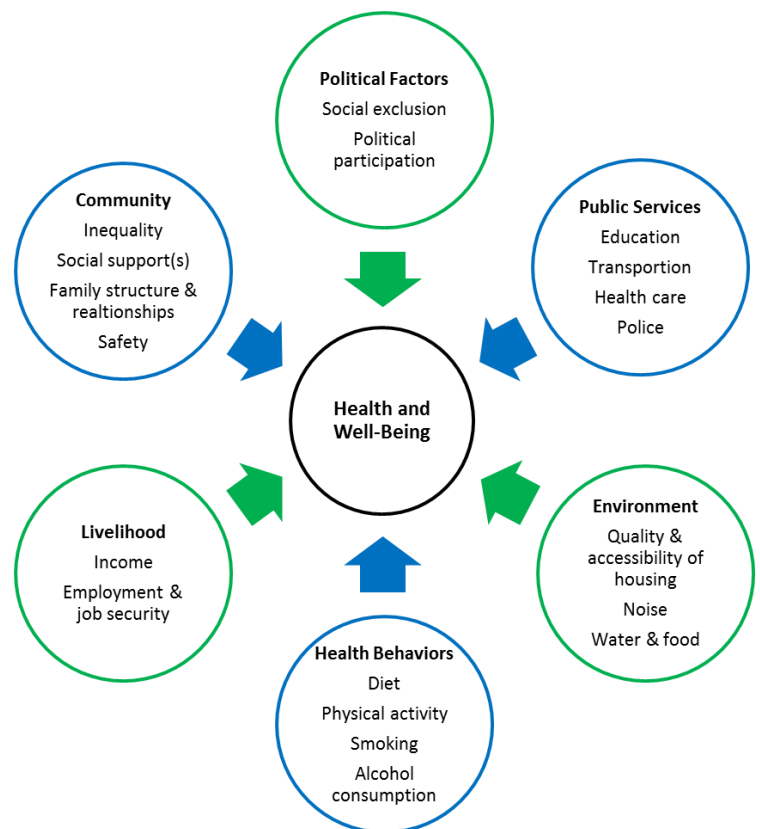 Political Factors
Social exclusion
Political
participation
Community
Inequality
Social support(s)
Family structure &
realtionships
Safety
Public Services
Education
Transportion
Health care
Police
Health and
Well-Being
Livelihood
Income
Employment &
job security
Environment
Quality &
accessibility of
housing
Noise
Water & food
Health Behaviors
Diet
Physical activity
Smoking
Alcohol
consumption